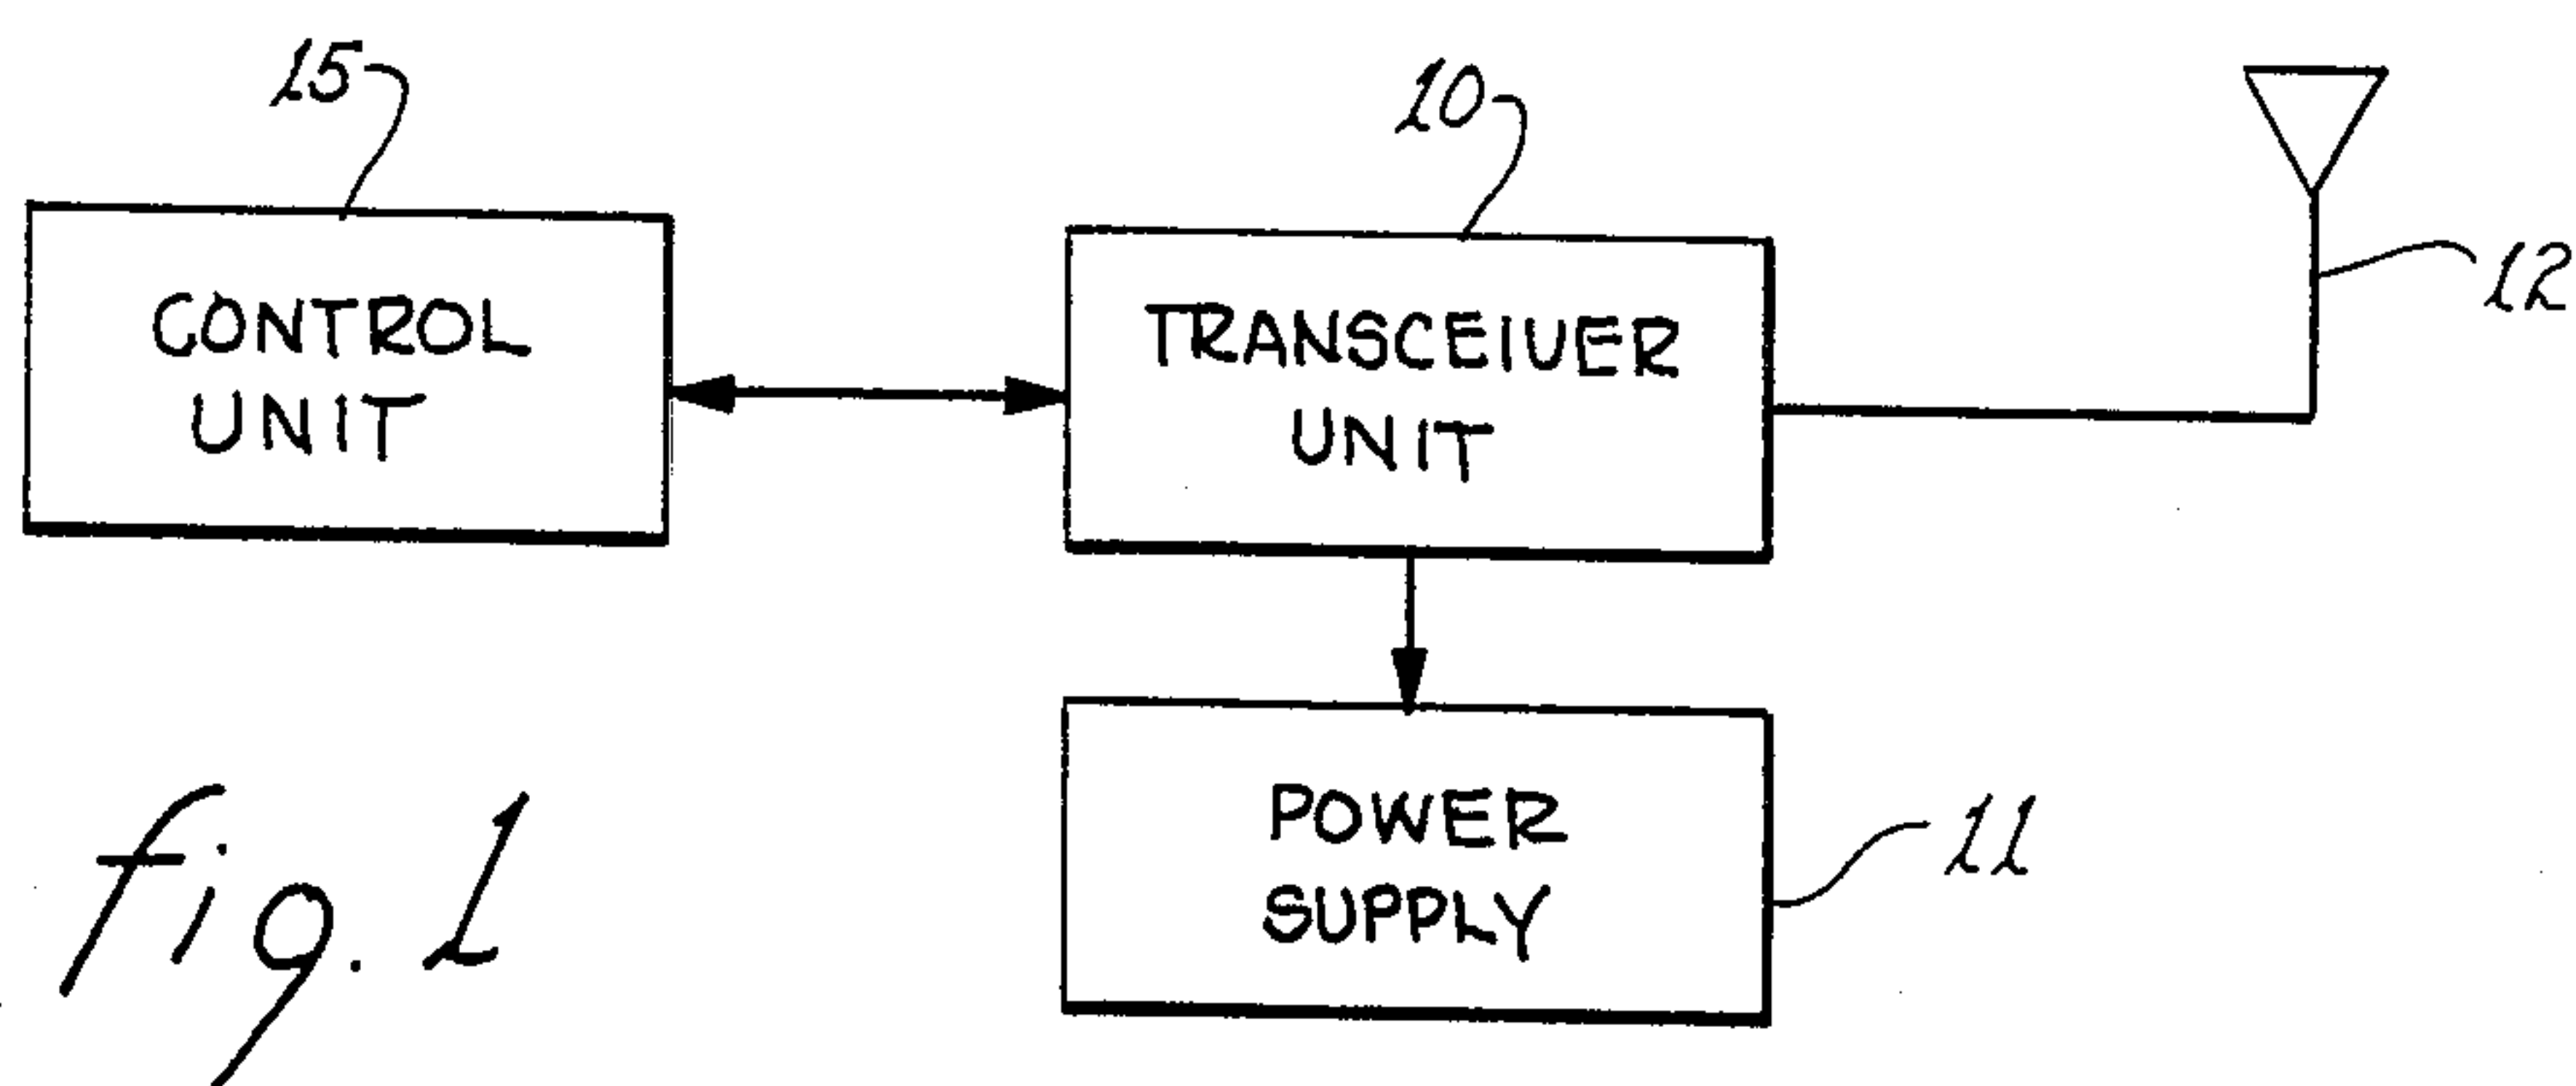 15
10
12
CONTROL
UNIT
TRANSCEIVER
UNIT
POWER
SUPPLY
11
fig. 1